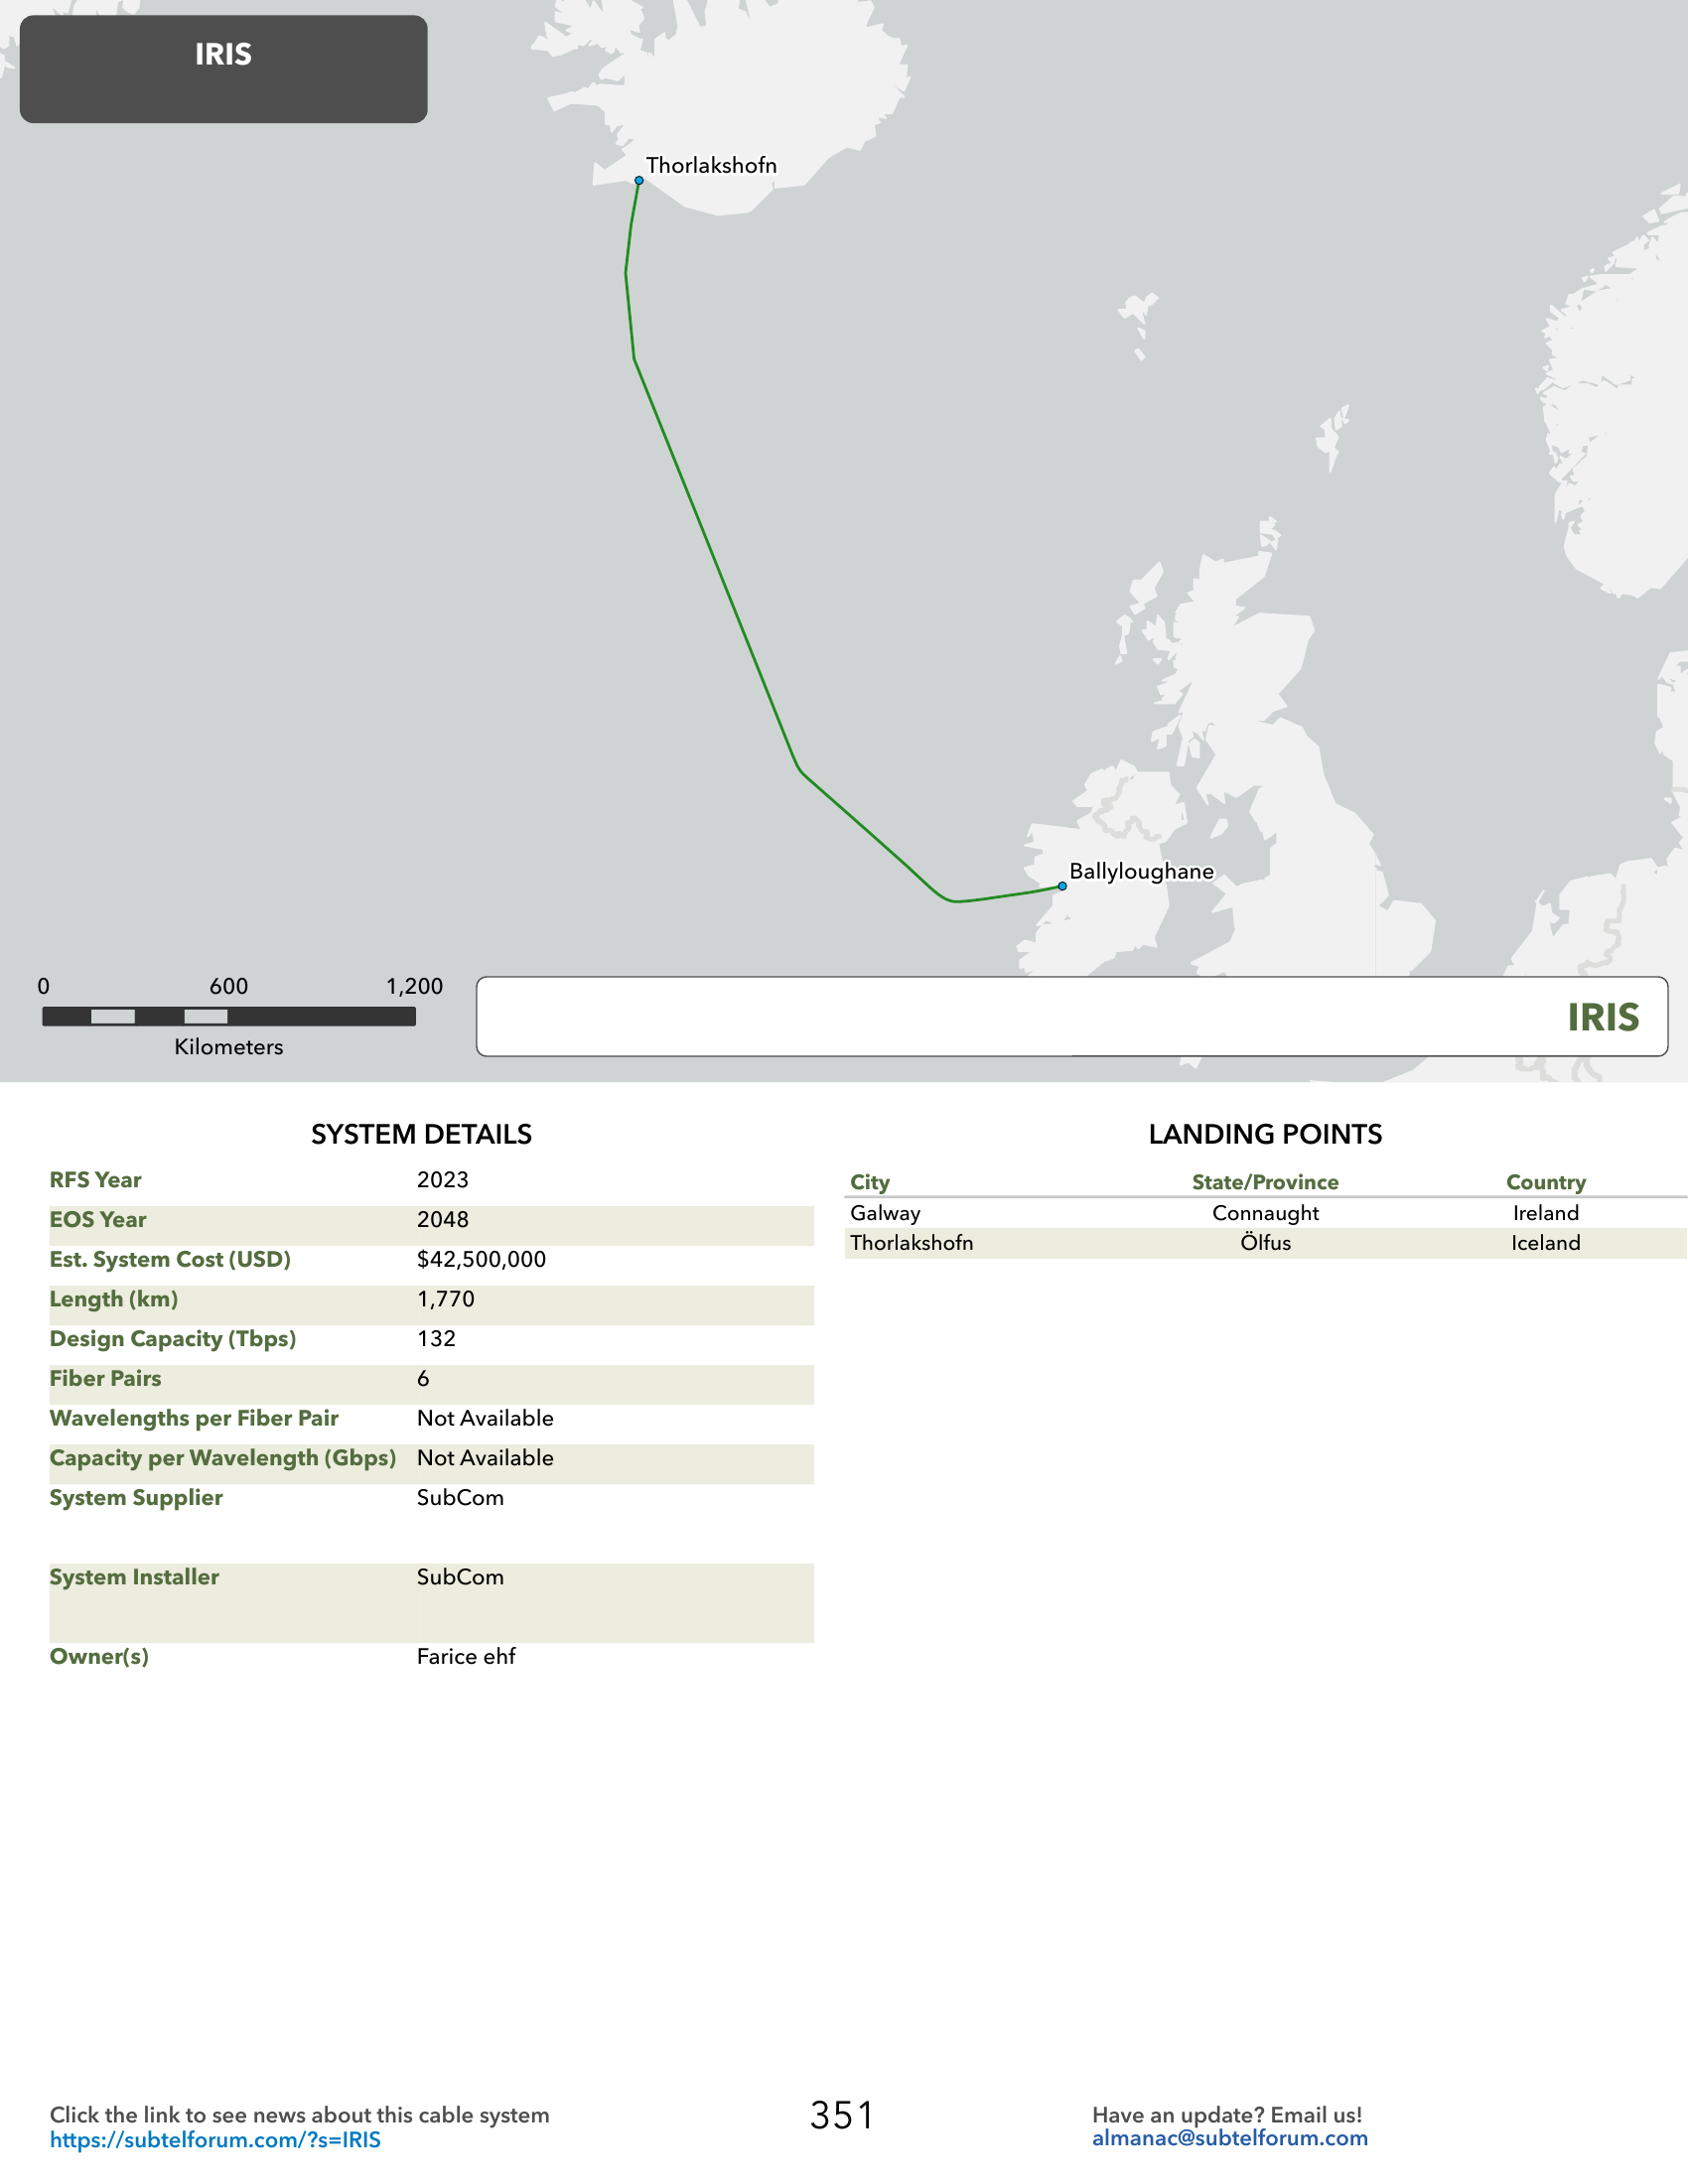 IRIS
Thorlakshofn
Ballyloughane
0 600 1,200
Kilometers
IRIS
SYSTEM DETAILS
RFS Year 2023
EOS Year 2048
Est. System Cost (USD) $42,500,000
Length (km) 1,770
Design Capacity (Tbps) 132
Fiber Pairs 6
Wavelengths per Fiber Pair Not Available
Capacity per Wavelength (Gbps) Not Available
System Supplier SubCom
System Installer SubCom
Owner(s) Farice ehf
LANDING POINTS
City State/Province Country
Galway Connaught Ireland
Thorlakshofn Ölfus Iceland
Click the link to see news about this cable system
https://subtelforum.com/?s=IRIS
351
Have an update? Email us!
almanac@subtelforum.com